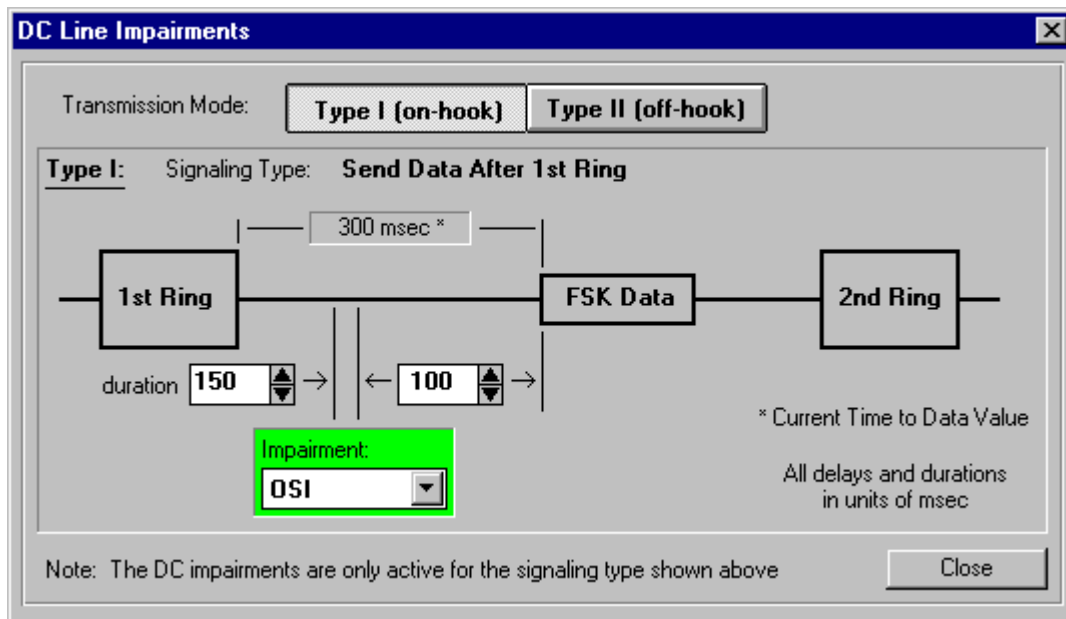 DC Line Impairments
Transmission Mode: Type I (on-hook) Type II (off-hook)
Type I: Signaling Type: Send Data After 1st Ring
300 msec *
1st Ring FSK Data 2nd Ring
duration 150 100
* Current Time to Data Value
Impairment:
OSI
All delays and durations
in units of msec
Note: The DC impairments are only active for the signaling type shown above Close